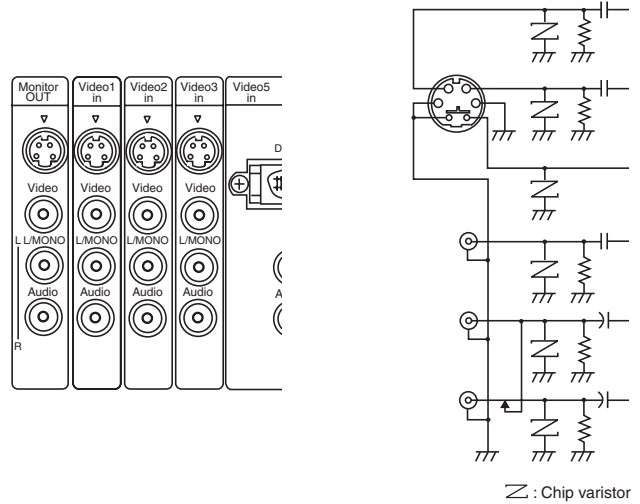 Monitor
OUT
Video1
in
Video2
in
Video3
in
Video5
in
D
Video
Video
Video
Video
L L/MONO
L/MONO
L/MONO
L/MONO
Audio
Audio
Audio
Audio
A
R
: Chip varistor